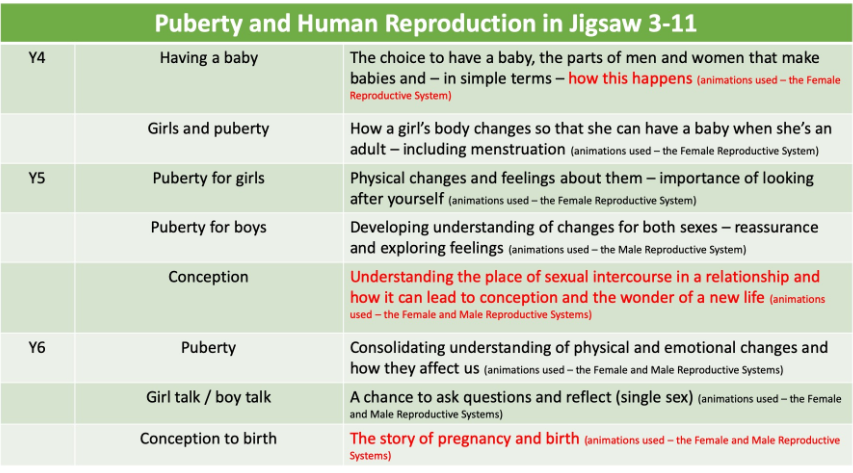 Puberty and Human Reproduction in Jigsaw 3-11
Y4 Having a baby The choice to have a baby, the parts of men and women that make
babies and – in simple terms – how this happens (animations used – the Female
Reproductive System)
Girls and puberty How a girl's body changes so that she can have a baby when she's an
adult – including menstruation (animations used – the Female Reproductive System)
Y5 Puberty for girls Physical changes and feelings about them – importance of looking
after yourself (animations used – the Female Reproductive System)
Puberty for boys Developing understanding of changes for both sexes – reassurance
and exploring feelings (animations used – the Male Reproductive System)
Conception Understanding the place of sexual intercourse in a relationship and
how it can lead to conception and the wonder of a new life (animations
used – the Female and Male Reproductive Systems)
Y6 Puberty Consolidating understanding of physical and emotional changes and
how they affect us (animations used – the Female and Male Reproductive Systems)
Girl talk / boy talk A chance to ask questions and reflect (single sex) (animations used – the Female
and Male Reproductive Systems)
Conception to birth The story of pregnancy and birth (animations used – the Female and Male Reproductive
Systems)